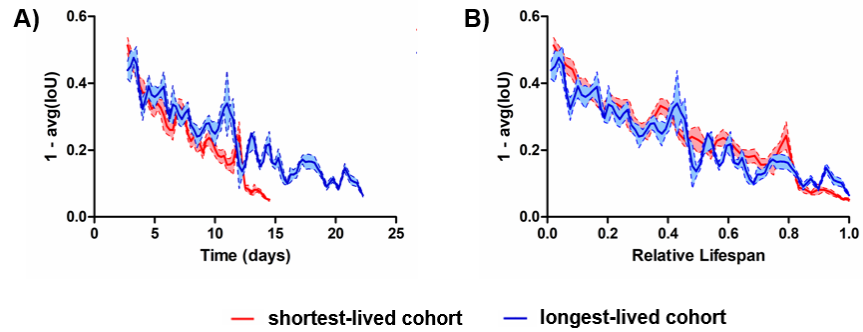 A)
0.6
0.4
0.2
0.0
1 - avg(IoU)
0
5
10
15
20
25
Time (days)
B)
0.6
0.4
0.2
0.0
1 - avg(IoU)
0.0
0.2
0.4
0.6
0.8
1.0
Relative Lifespan
shortest-lived cohort
longest-lived cohort